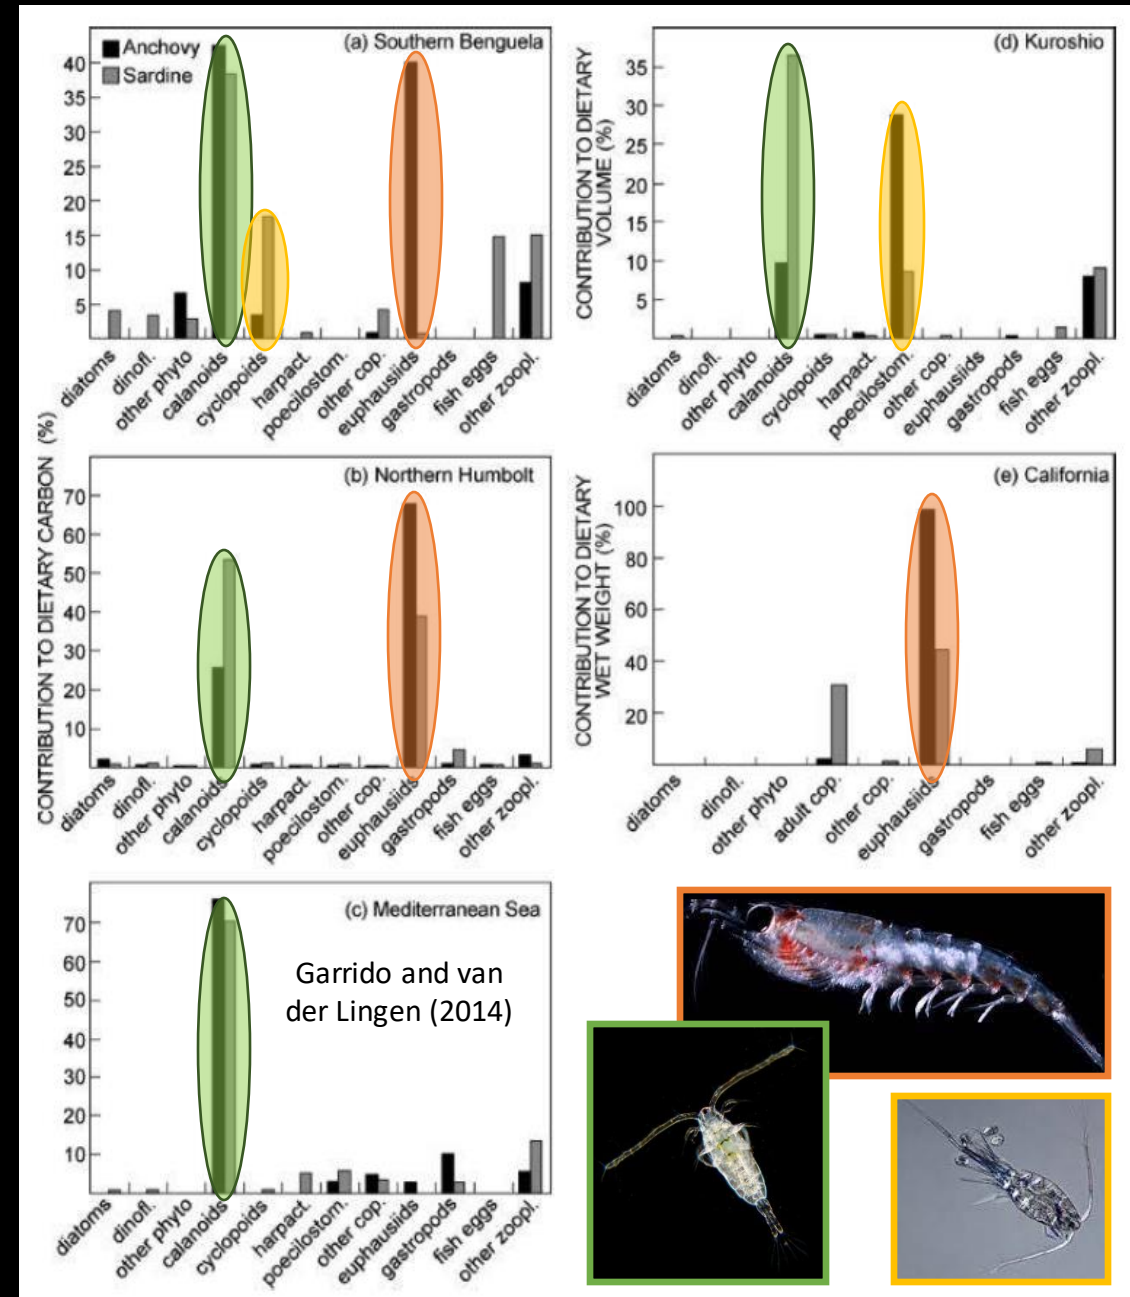 (a) Southern Benguela
Anchovy
Sardine
40
35
30
25
20
15
10
5
diatoms
dinofl.
other phyto
calanoids
cyclopoids
harpact.
poecilostom.
other cop.
euphausiids
gastropods
fish eggs
other zoopl.
(d) Kuroshio
CONTRIBUTION TO DIETARY
VOLUME (%)
35
30
25
20
15
10
5
diatoms
dinofl.
other phyto
calanoids
cyclopoids
harpact.
poecilostom.
other cop.
euphausiids
gastropods
fish eggs
other zoopl.
CONTRIBUTION TO DIETARY CARBON (%)
(b) Northern Humbolt
70
60
50
40
30
20
10
diatoms
dinofl.
other phyto
calanoids
cyclopoids
harpact.
poecilostom.
other cop.
euphausiids
gastropods
fish eggs
other zoopl.
(e) California
CONTRIBUTION TO DIETARY
WET WEIGHT (%)
100
80
60
40
20
diatoms
dinofl.
other phyto
adult cop.
other cop.
euphausiids
gastropods
fish eggs
other zoopl.
(c) Mediterranean Sea
70
60
50
40
30
20
10
diatoms
dinofl.
other phyto
calanoids
cyclopoids
harpact.
poecilostom.
other cop.
euphausiids
gastropods
fish eggs
other zoopl.
Garrido and van
der Lingen (2014)